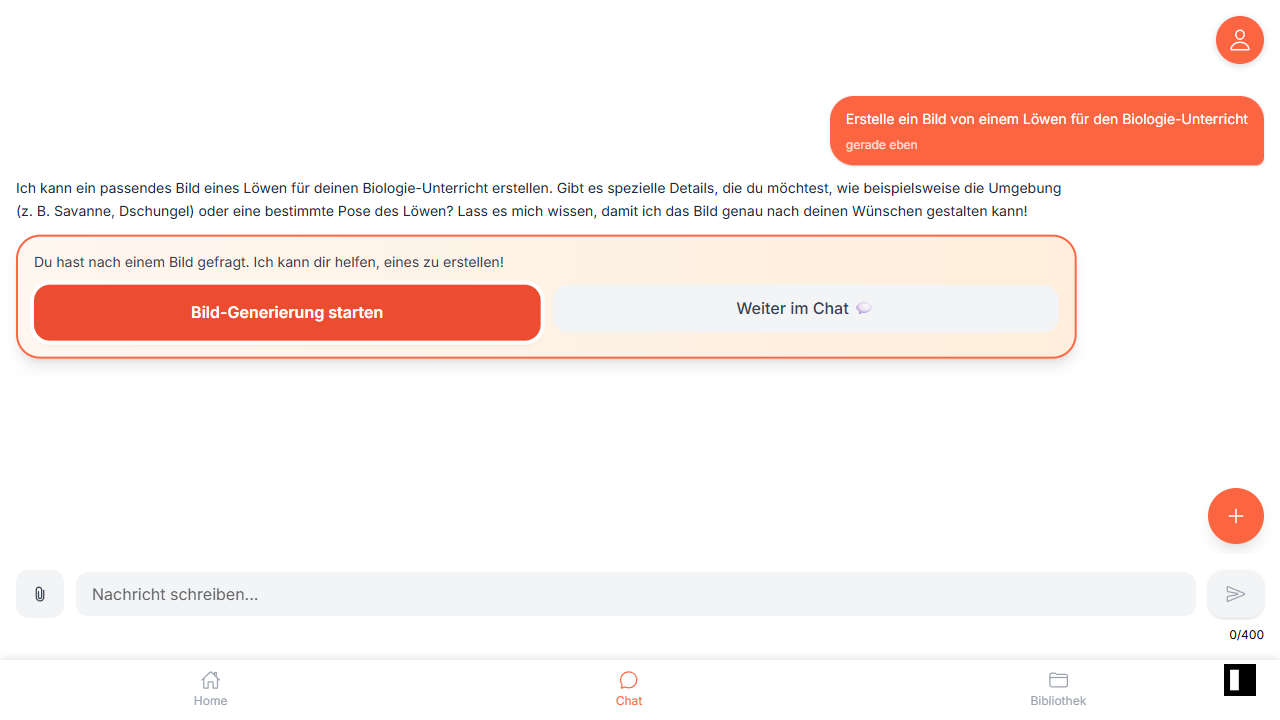 Erstelle ein Bild von einem Löwen für den Biologie-Unterricht
gerade eben
Ich kann ein passendes Bild eines Löwen für deinen Biologie-Unterricht erstellen. Gibt es spezielle Details, die du möchtest, wie beispielsweise die Umgebung
(z. B. Savanne, Dschungel) oder eine bestimmte Pose des Löwen? Lass es mich wissen, damit ich das Bild genau nach deinen Wünschen gestalten kann!
Du hast nach einem Bild gefragt. Ich kann dir helfen, eines zu erstellen!
Bild-Generierung starten
Weiter im Chat 💬
Nachricht schreiben...
0/400
Home
Chat
Bibliothek